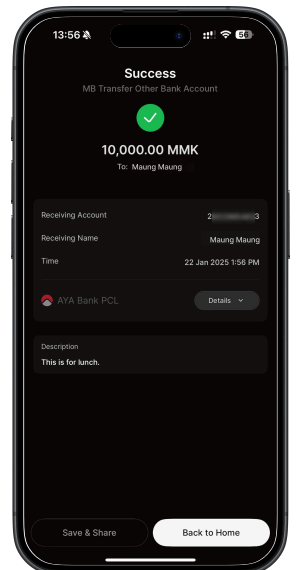 13:56
56
Success
MB Transfer Other Bank Account
10,000.00 MMK
To: Maung Maung
Receiving Account 2 3
Receiving Name Maung Maung
Time 22 Jan 2025 1:56 PM
AYA Bank PCL Details
Description
This is for lunch.
Save & Share Back to Home